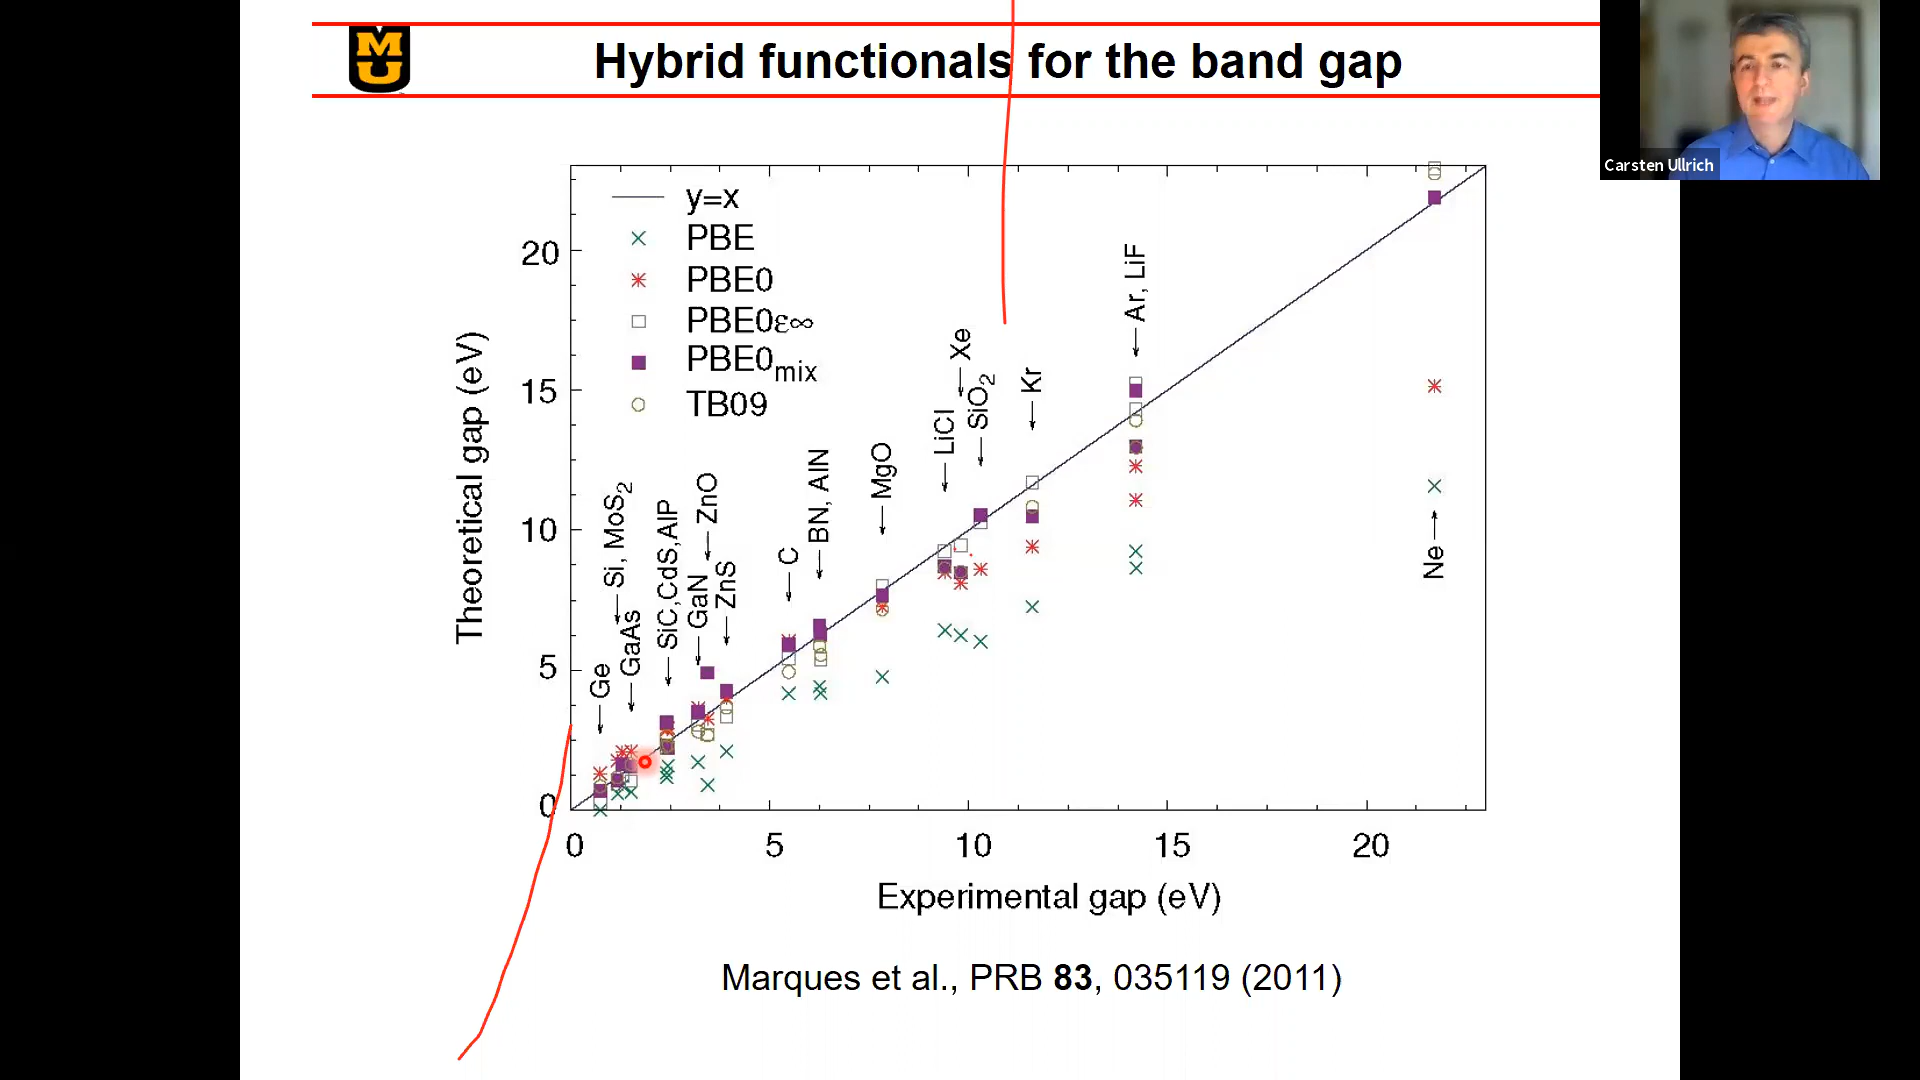 MU
Hybrid functionals for the band gap
Carsten Ullrich
y=x
PBE
PBE0
PBE0ε∞
PBE0mix
TB09
Theoretical gap (eV)
20
15
10
5
0
Ge
Si, MoS2
GaAs
SiC,CdS,AlP
GaN
ZnO
ZnS
C
BN, AlN
MgO
LiCl
Xe
SiO2
Kr
Ar, LiF
Ne
0 5 10 15 20
Experimental gap (eV)
Marques et al., PRB 83, 035119 (2011)